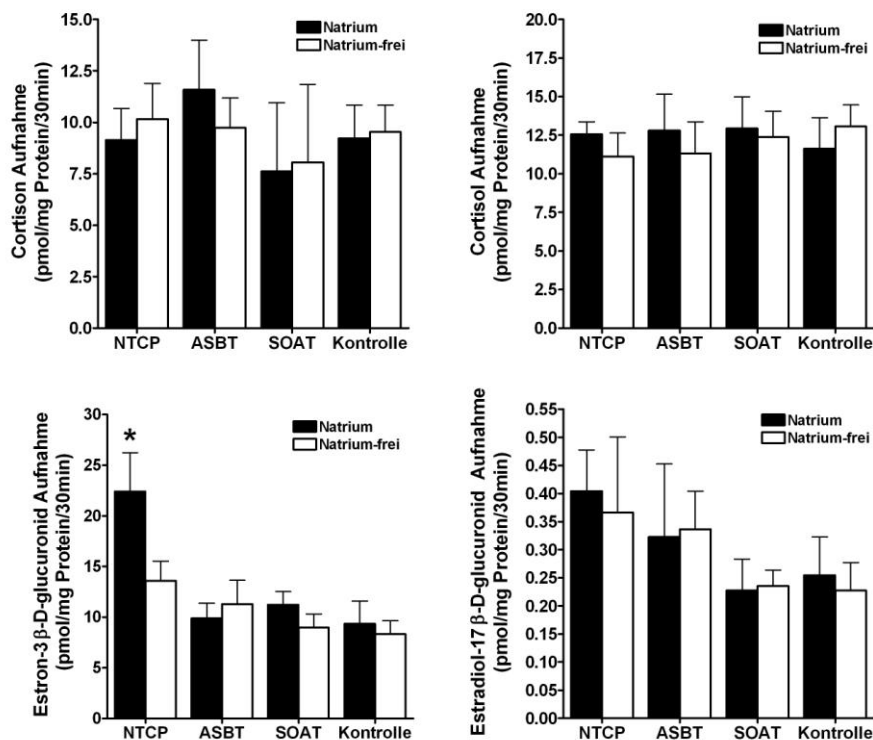 Cortison Aufnahme
(pmol/mg Protein/30min)
15.0
12.5
10.0
7.5
5.0
2.5
0.0
Natrium
Natrium-frei
NTCP ASBT SOAT Kontrolle
Cortisol Aufnahme
(pmol/mg Protein/30min)
20.0
17.5
15.0
12.5
10.0
7.5
5.0
2.5
0.0
Natrium
Natrium-frei
NTCP ASBT SOAT Kontrolle
Estron-3β-D-glucuronid Aufnahme
(pmol/mg Protein/30min)
30
25
20
15
10
5
0
*
Natrium
Natrium-frei
NTCP ASBT SOAT Kontrolle
Estradiol-17β-D-glucuronid Aufnahme
(pmol/mg Protein/30min)
0.55
0.50
0.45
0.40
0.35
0.30
0.25
0.20
0.15
0.10
0.05
0.00
Natrium
Natrium-frei
NTCP ASBT SOAT Kontrolle